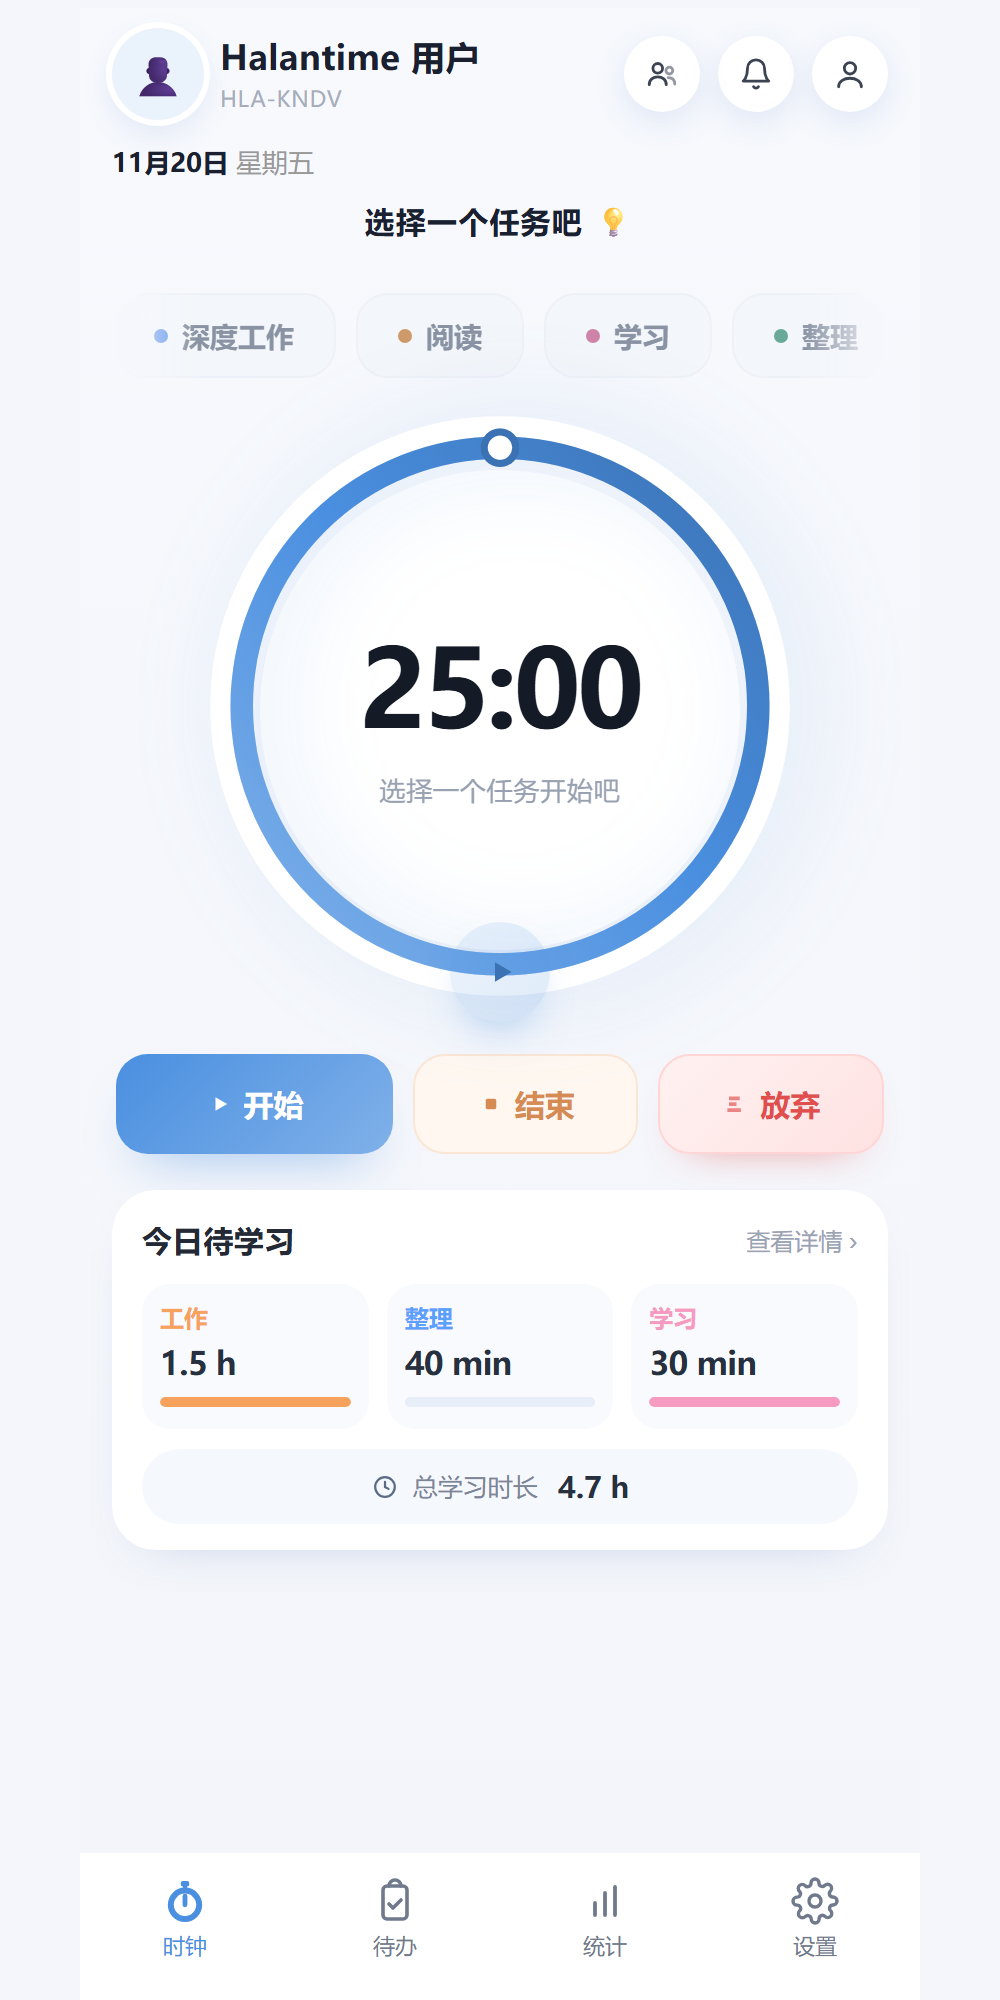 Halantime 用户
HLA-KNDV
11月20日 星期五
选择一个任务吧 💡
深度工作 阅读 学习 整理
25:00
选择一个任务开始吧
开始 结束 放弃
今日待学习 查看详情 ›
工作 整理 学习
1.5 h 40 min 30 min
总学习时长 4.7 h
时钟 待办 统计 设置